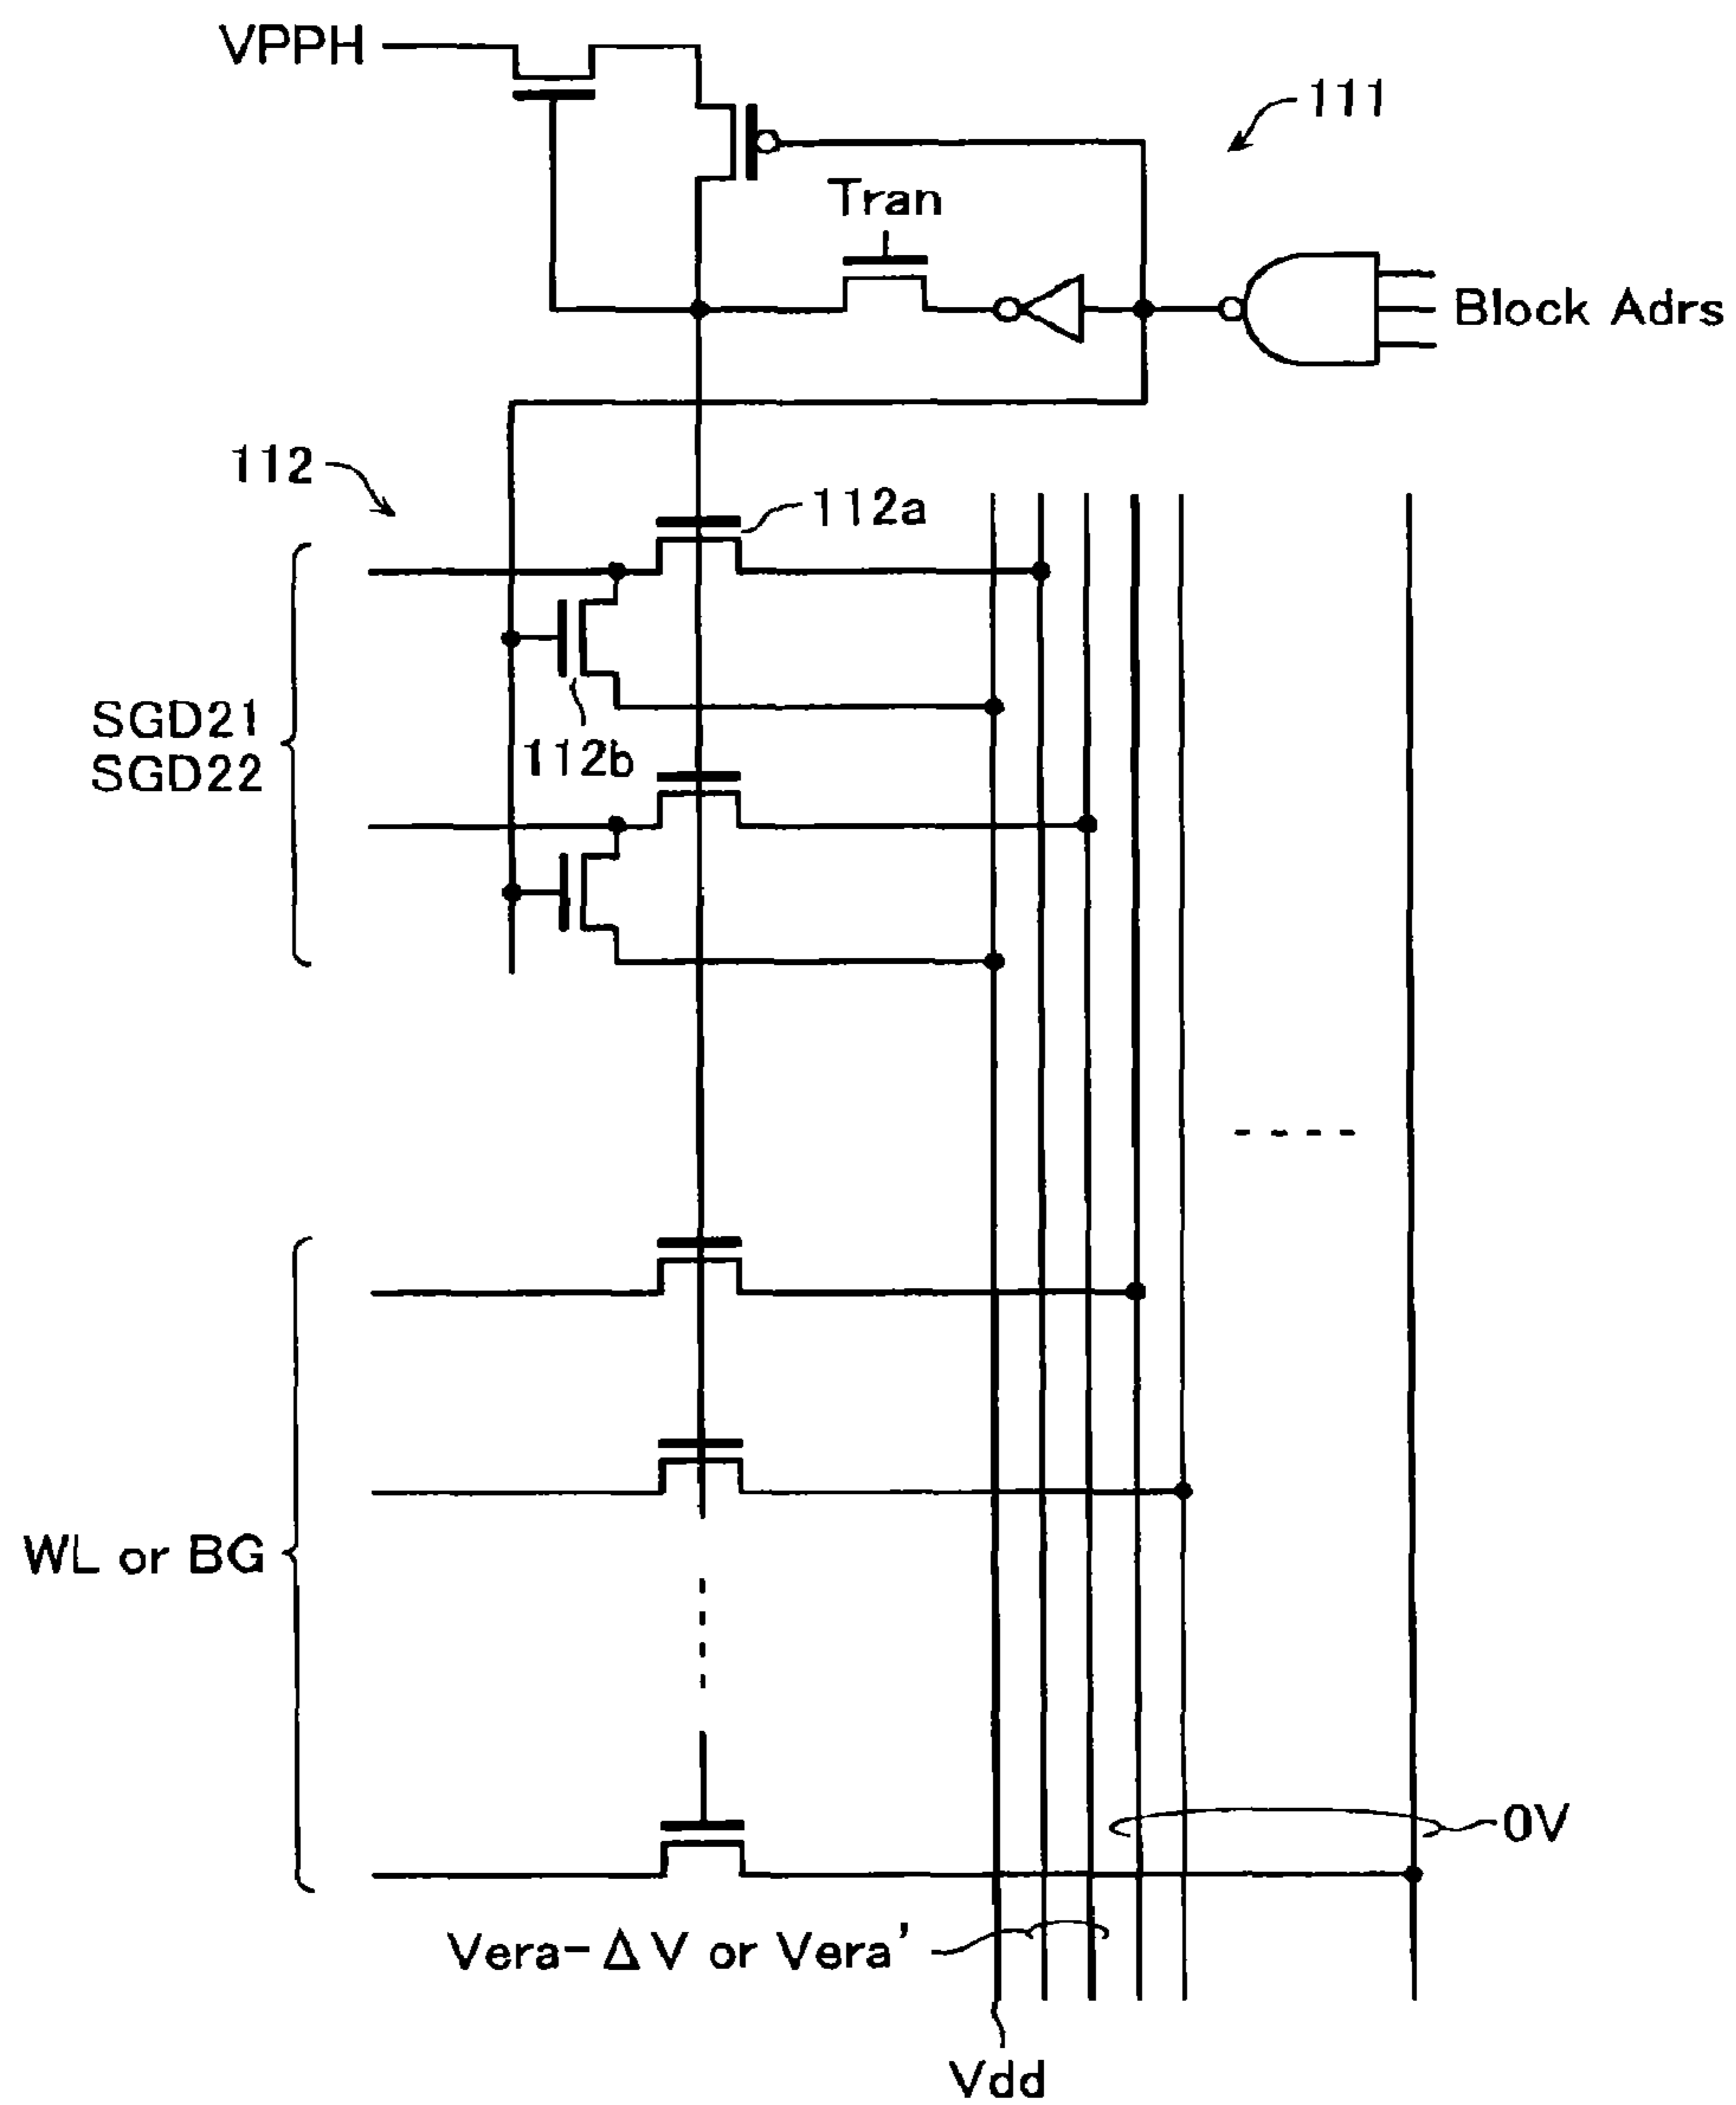 VPPH
111
Tran
Block Adrs
112
112a
SGD21
SGD22
112b
WL or BG
0V
Vera-ΔV or Vera'
Vdd